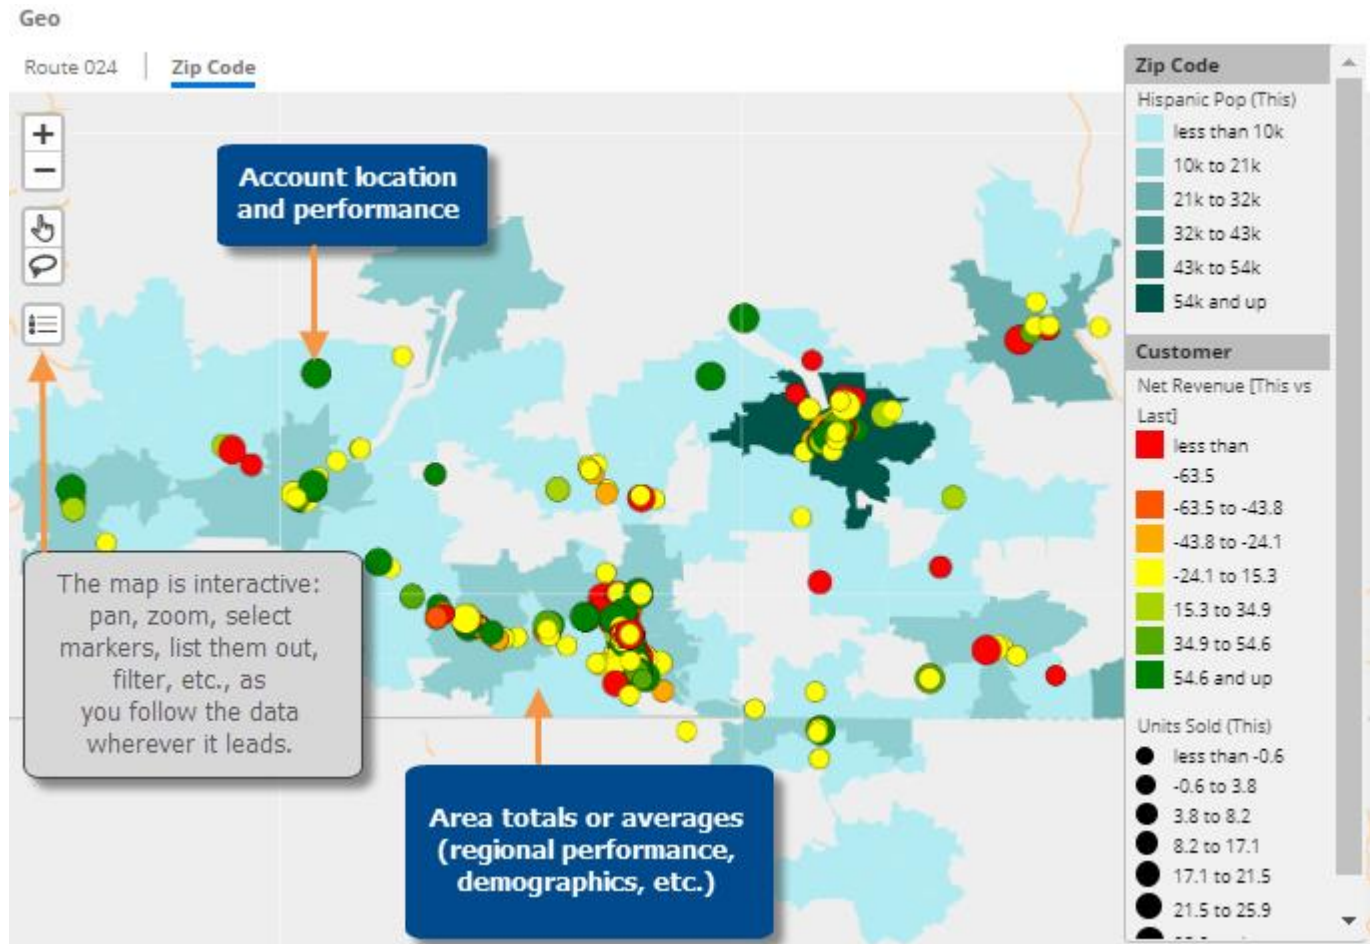 Geo
Route 024
Zip Code
Account location
and performance
The map is interactive:
pan, zoom, select
markers, list them out,
filter, etc., as
you follow the data
wherever it leads.
Area totals or averages
(regional performance,
demographics, etc.)
Zip Code
Hispanic Pop (This)
less than 10k
10k to 21k
21k to 32k
32k to 43k
43k to 54k
54k and up
Customer
Net Revenue [This vs
Last]
less than
-63.5
-63.5 to -43.8
-43.8 to -24.1
-24.1 to 15.3
15.3 to 34.9
34.9 to 54.6
54.6 and up
Units Sold (This)
less than -0.6
-0.6 to 3.8
3.8 to 8.2
8.2 to 17.1
17.1 to 21.5
21.5 to 25.9